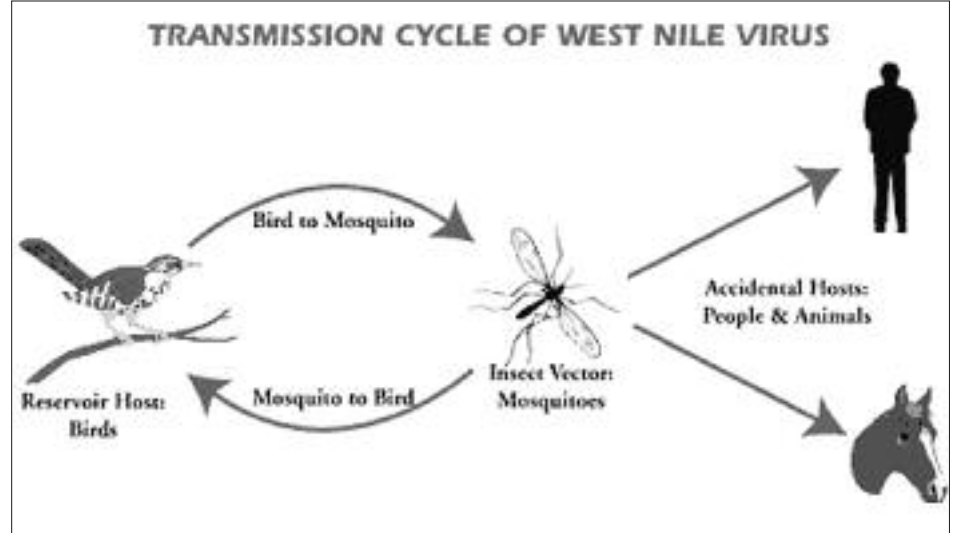 TRANSMISSION CYCLE OF WEST NILE VIRUS
Bird to Mosquito
Accidental Hosts:
People & Animals
Insect Vector:
Mosquitoes
Mosquito to Bird
Reservoir Host:
Birds